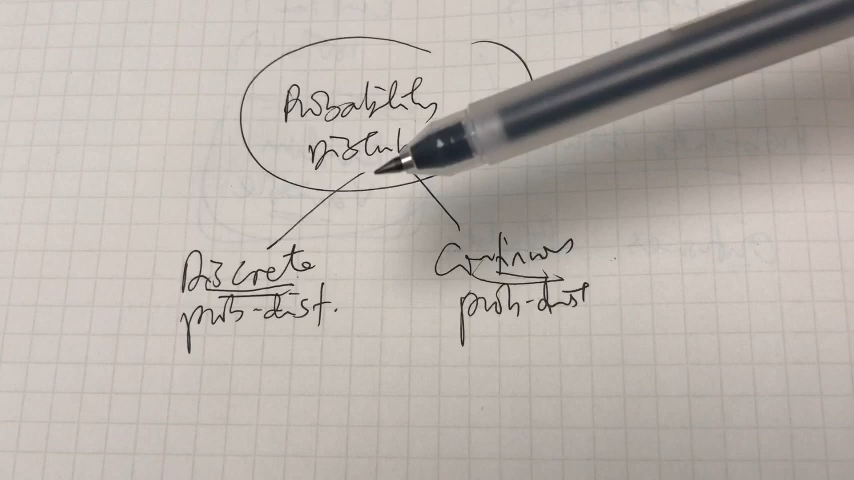 Probability
Discrete
prob-dist.
Continuous
prob-dist